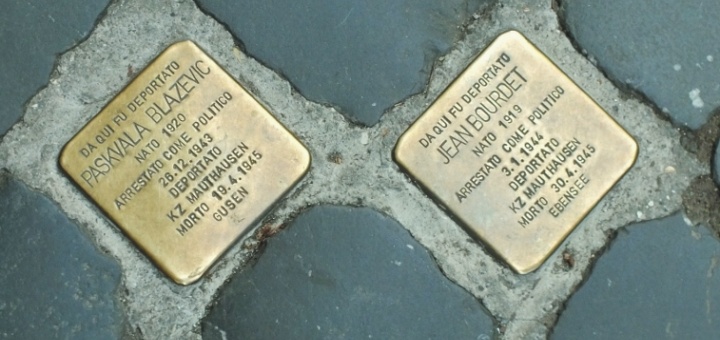 DA QUI FU DEPORTATO
PASKVALA BLAZEVIC
NATO 1920
ARRESTATO COME POLITICO
28.12.1943
DEPORTATO
KZ MAUTHAUSEN
MORTO 19.4.1945
GUSEN
DA QUI FU DEPORTATO
JEAN BOURDET
NATO 1919
ARRESTATO COME POLITICO
3.1.1944
DEPORTATO
KZ MAUTHAUSEN
MORTO 30.4.1945
EBENSEE